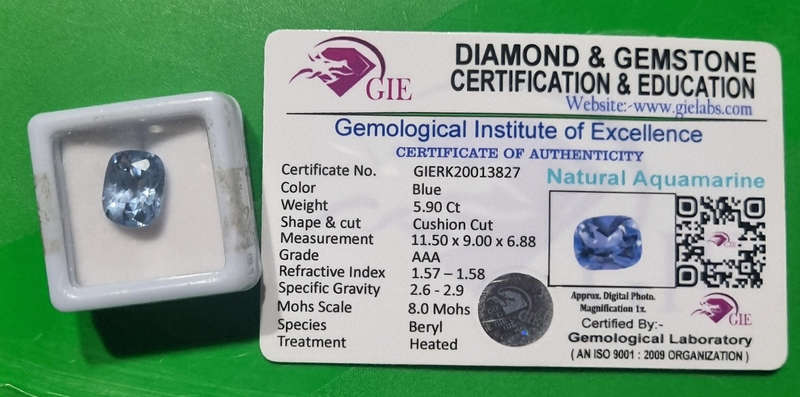 GIE
DIAMOND & GEMSTONE
CERTIFICATION & EDUCATION
Website:-www.gielabs.com
Gemological Institute of Excellence
CERTIFICATE OF AUTHENTICITY
Certificate No. GIERK20013827
Color Blue
Weight 5.90 Ct
Shape & cut Cushion Cut
Measurement 11.50 x 9.00 x 6.88
Grade AAA
Refractive Index 1.57 – 1.58
Specific Gravity 2.6 - 2.9
Mohs Scale 8.0 Mohs
Species Beryl
Treatment Heated
Natural Aquamarine
Approx. Digital Photo.
Magnification 1x.
GIE
Certified By:-
Gemological Laboratory
( AN ISO 9001 : 2009 ORGANIZATION )